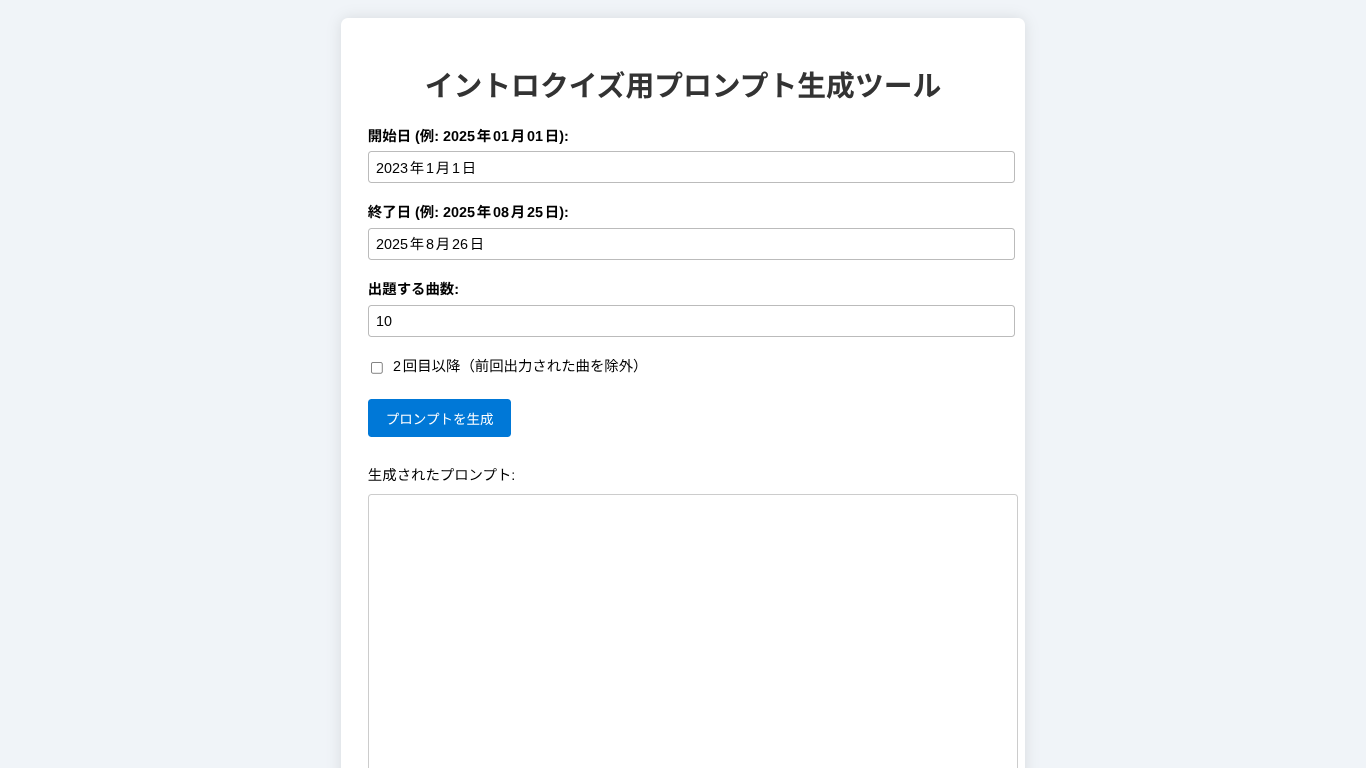 イントロクイズ用プロンプト生成ツール
開始日 (例: 2025年01月01日):
2023年1月1日
終了日 (例: 2025年08月25日):
2025年8月26日
出題する曲数:
10
2回目以降（前回出力された曲を除外）
プロンプトを生成
生成されたプロンプト: